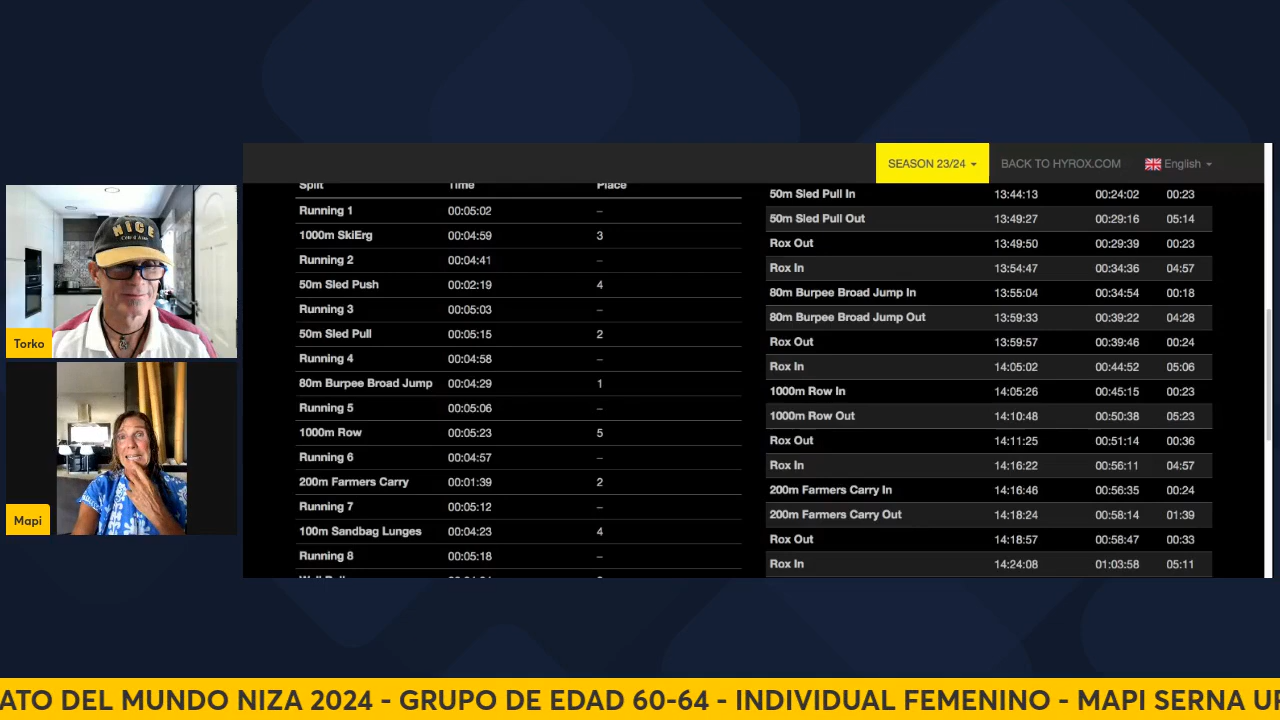 SEASON 23/24 BACK TO HYROX.COM English
NICE
Torko
Mapi
Split Time Place
Running 1 00:05:02 –
1000m SkiErg 00:04:59 3
Running 2 00:04:41 –
50m Sled Push 00:02:19 4
Running 3 00:05:03 –
50m Sled Pull 00:05:15 2
Running 4 00:04:58 –
80m Burpee Broad Jump 00:04:29 1
Running 5 00:05:06 –
1000m Row 00:05:23 5
Running 6 00:04:57 –
200m Farmers Carry 00:01:39 2
Running 7 00:05:12 –
100m Sandbag Lunges 00:04:23 4
Running 8 00:05:18 –
50m Sled Pull In 13:44:13 00:24:02 00:23
50m Sled Pull Out 13:49:27 00:29:16 05:14
Rox Out 13:49:50 00:29:39 00:23
Rox In 13:54:47 00:34:36 04:57
80m Burpee Broad Jump In 13:55:04 00:34:54 00:18
80m Burpee Broad Jump Out 13:59:33 00:39:22 04:28
Rox Out 13:59:57 00:39:46 00:24
Rox In 14:05:02 00:44:52 05:06
1000m Row In 14:05:26 00:45:15 00:23
1000m Row Out 14:10:48 00:50:38 05:23
Rox Out 14:11:25 00:51:14 00:36
Rox In 14:16:22 00:56:11 04:57
200m Farmers Carry In 14:16:46 00:56:35 00:24
200m Farmers Carry Out 14:18:24 00:58:14 01:39
Rox Out 14:18:57 00:58:47 00:33
Rox In 14:24:08 01:03:58 05:11
ATO DEL MUNDO NIZA 2024 - GRUPO DE EDAD 60-64 - INDIVIDUAL FEMENINO - MAPI SERNA